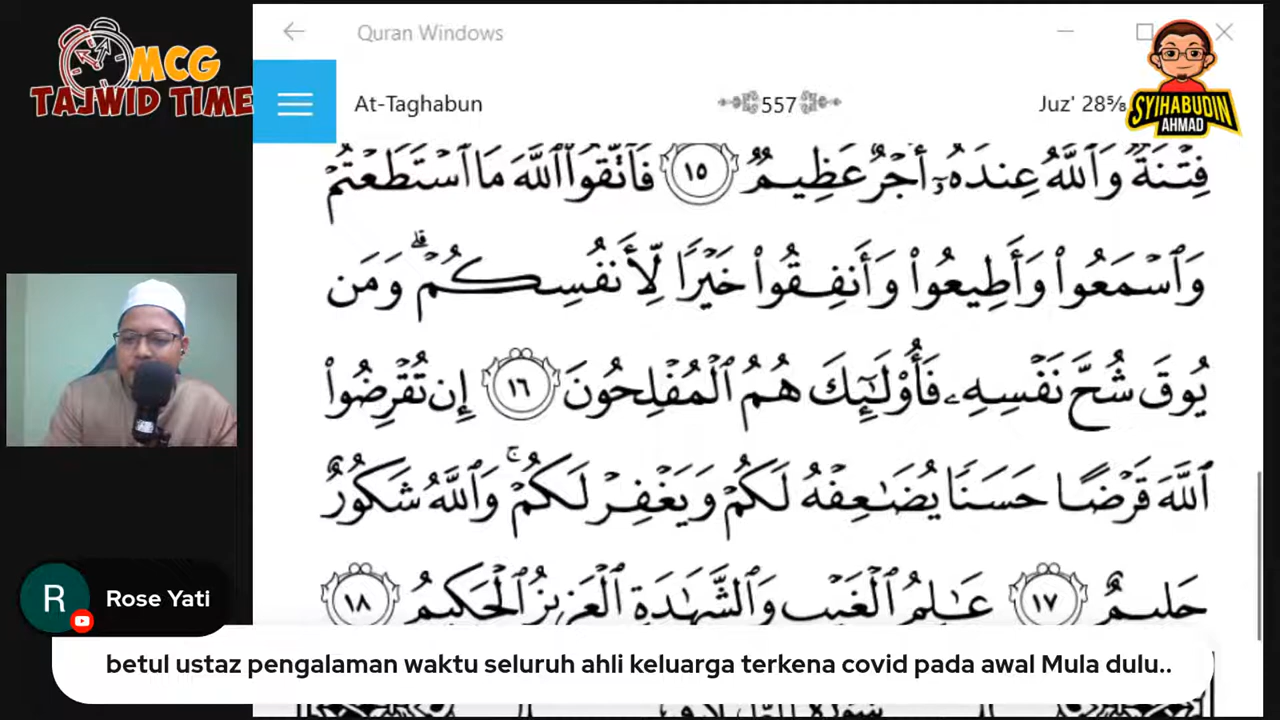 MCG
TAJWID TIME
Quran Windows
At-Taghabun
557
Juz' 28⅝
SYIHABUDIN
AHMAD
فِتْنَةٌ ۚ وَٱللَّهُ عِندَهُۥٓ أَجْرٌ عَظِيمٌ ١٥ فَٱتَّقُوا۟ ٱللَّهَ مَا ٱسْتَطَعْتُمْ
وَٱسْمَعُوا۟ وَأَطِيعُوا۟ وَأَنفِقُوا۟ خَيْرًا لِّأَنفُسِكُمْ ۗ وَمَن
يُوقَ شُحَّ نَفْسِهِۦ فَأُو۟لَـٰٓئِكَ هُمُ ٱلْمُفْلِحُونَ ١٦ إِن تُقْرِضُوا۟
ٱللَّهَ قَرْضًا حَسَنًا يُضَـٰعِفْهُ لَكُمْ وَيَغْفِرْ لَكُمْ ۚ وَٱللَّهُ شَكُورٌ
حَلِيمٌ ١٧ عَـٰلِمُ ٱلْغَيْبِ وَٱلشَّهَـٰدَةِ ٱلْعَزِيزُ ٱلْحَكِيمُ ١٨
R
Rose Yati
betul ustaz pengalaman waktu seluruh ahli keluarga terkena covid pada awal Mula dulu..